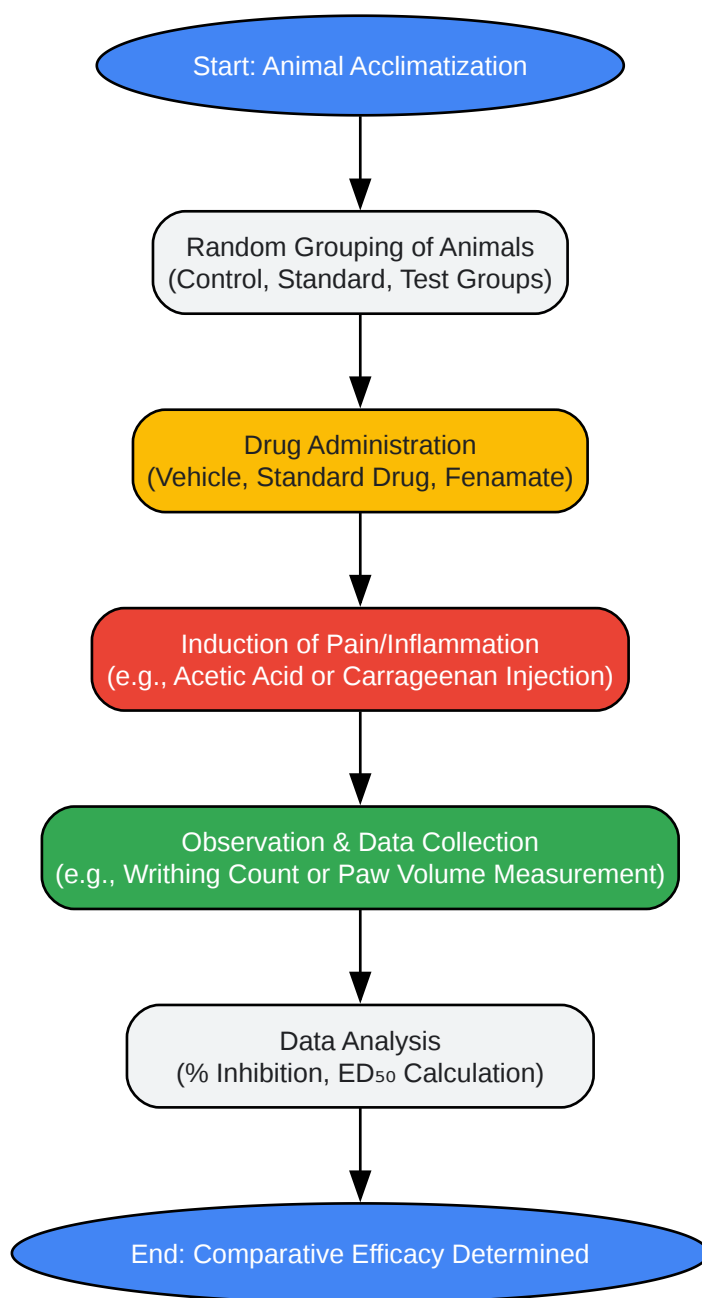 Start: Animal Acclimatization
Random Grouping of Animals
(Control, Standard, Test Groups)
Drug Administration
(Vehicle, Standard Drug, Fenamate)
Induction of Pain/Inflammation
(e.g., Acetic Acid or Carrageenan Injection)
Observation & Data Collection
(e.g., Writhing Count or Paw Volume Measurement)
Data Analysis
(% Inhibition, ED₅₀ Calculation)
End: Comparative Efficacy Determined